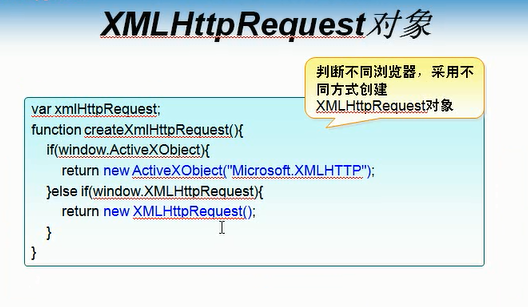 XMLHttpRequest对象
判断不同浏览器，采用不
同方式创建
XMLHttpRequest对象
var xmlHttpRequest;
function createXmlHttpRequest(){
if(window.ActiveXObject){
return new ActiveXObject("Microsoft.XMLHTTP");
}else if(window.XMLHttpRequest){
return new XMLHttpRequest();
}
}